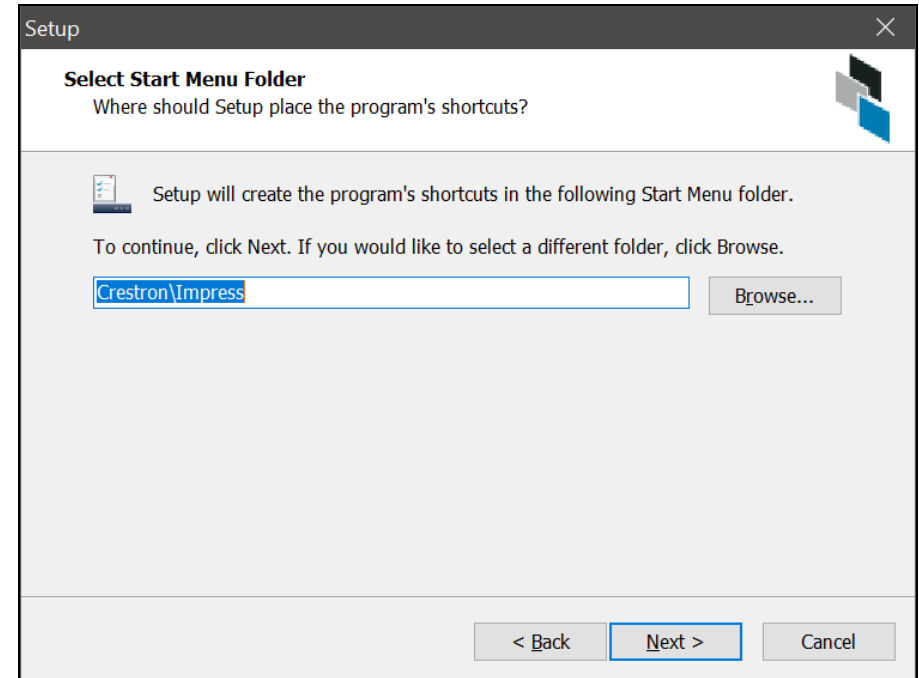 Setup
Select Start Menu Folder
Where should Setup place the program's shortcuts?
Setup will create the program's shortcuts in the following Start Menu folder.
To continue, click Next. If you would like to select a different folder, click Browse.
Crestron\Impress
Browse...
< Back
Next >
Cancel